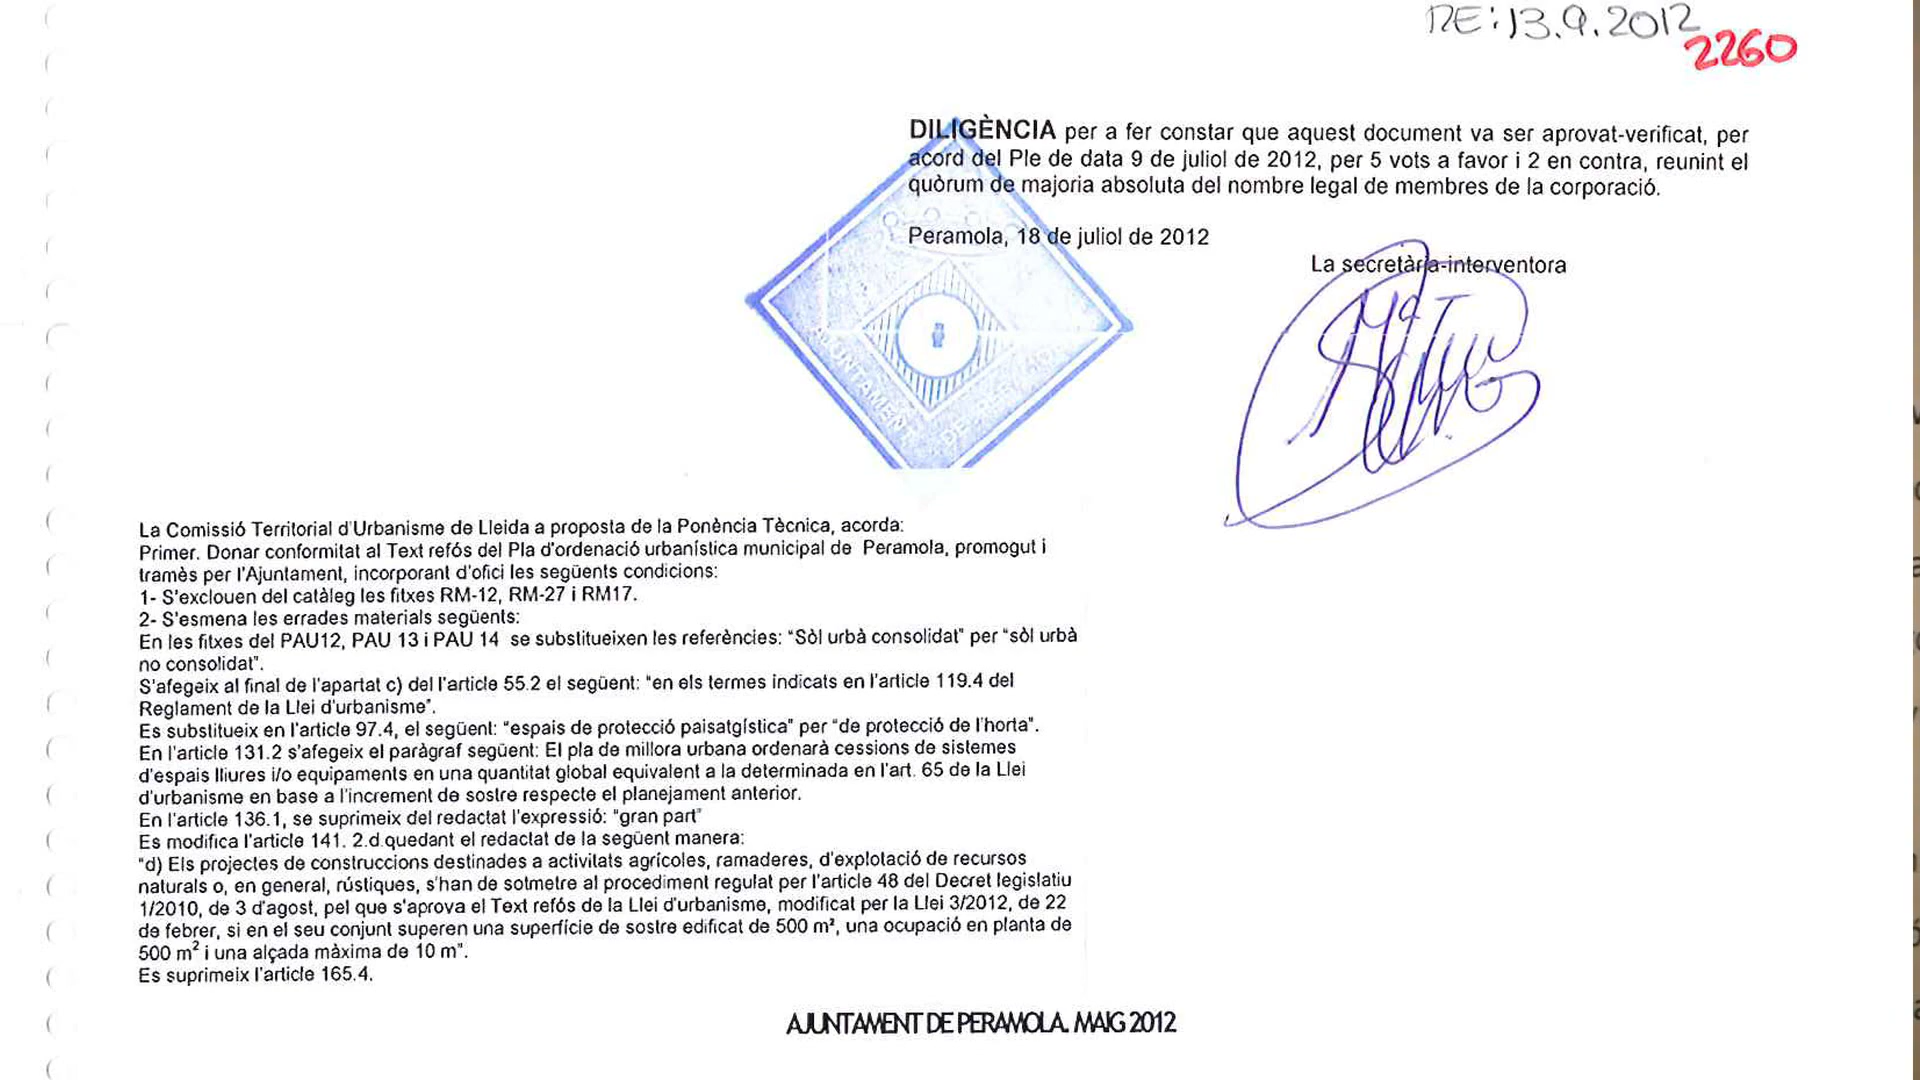 RE: 13.9.2012
2260
DILIGÈNCIA per a fer constar que aquest document va ser aprovat-verificat, per
acord del Ple de data 9 de juliol de 2012, per 5 vots a favor i 2 en contra, reunint el
quòrum de majoria absoluta del nombre legal de membres de la corporació.
Peramola, 18 de juliol de 2012
La secretària-interventora
AJUNTAMENT DE
La Comissió Territorial d'Urbanisme de Lleida a proposta de la Ponència Tècnica, acorda:
Primer. Donar conformitat al Text refós del Pla d'ordenació urbanística municipal de Peramola, promogut i
tramès per l'Ajuntament, incorporant d'ofici les següents condicions:
1- S'exclouen del catàleg les fitxes RM-12, RM-27 i RM17.
2- S'esmena les errades materials següents:
En les fitxes del PAU12, PAU 13 i PAU 14 se substitueixen les referències: "Sòl urbà consolidat" per "sòl urbà
no consolidat".
S'afegeix al final de l'apartat c) del l'article 55.2 el següent: "en els termes indicats en l'article 119.4 del
Reglament de la Llei d'urbanisme".
Es substitueix en l'article 97.4, el següent: "espais de protecció paisatgística" per "de protecció de l'horta".
En l'article 131.2 s'afegeix el paràgraf següent: El pla de millora urbana ordenarà cessions de sistemes
d'espais lliures i/o equipaments en una quantitat global equivalent a la determinada en l'art. 65 de la Llei
d'urbanisme en base a l'increment de sostre respecte el planejament anterior.
En l'article 136.1, se suprimeix del redactat l'expressió: "gran part"
Es modifica l'article 141. 2.d.quedant el redactat de la següent manera:
"d) Els projectes de construccions destinades a activitats agrícoles, ramaderes, d'explotació de recursos
naturals o, en general, rústiques, s'han de sotmetre al procediment regulat per l'article 48 del Decret legislatiu
1/2010, de 3 d'agost, pel que s'aprova el Text refós de la Llei d'urbanisme, modificat per la Llei 3/2012, de 22
de febrer, si en el seu conjunt superen una superfície de sostre edificat de 500 m², una ocupació en planta de
500 m² i una alçada màxima de 10 m".
Es suprimeix l'article 165.4.
AJUNTAMENT DE PERAMOLA. MAIG 2012